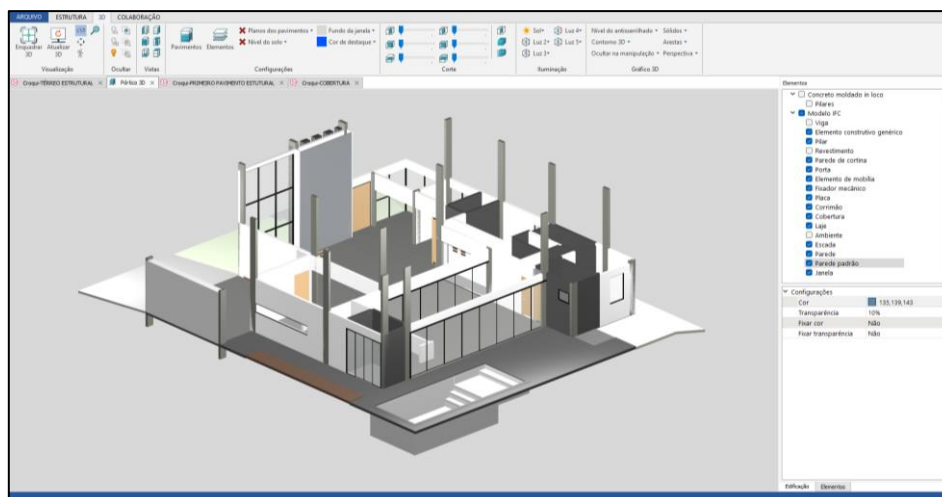 ARQUIVO ESTRUTURA 3D COLABORAÇÃO
Enquadrar 3D
Atualizar 3D
Visualização
Ocultar
Vistas
Pavimentos
Elementos
Planos dos pavimentos
Nível do solo
Fundo da janela
Cor de destaque
Configurações
Corte
Sol
Luz 2
Luz 3
Luz 4
Luz 5
Iluminação
Nível do antisserrilhado
Contorno 3D
Ocultar na manipulação
Sólidos
Arestas
Perspectiva
Gráfico 3D
Croqui-TÉRREO ESTRUTURAL
Pórtico 3D
Croqui-PRIMEIRO PAVIMENTO ESTUTURAL
Croqui-COBERTURA
Elementos
Concreto moldado in loco
Pilares
Modelo IFC
Viga
Elemento construtivo genérico
Pilar
Revestimento
Parede de cortina
Porta
Elemento de mobília
Fixador mecânico
Placa
Corrimão
Cobertura
Laje
Ambiente
Escada
Parede
Parede padrão
Janela
Configurações
Cor 135,139,143
Transparência 10%
Fixar cor Não
Fixar transparência Não
Edificação Elementos